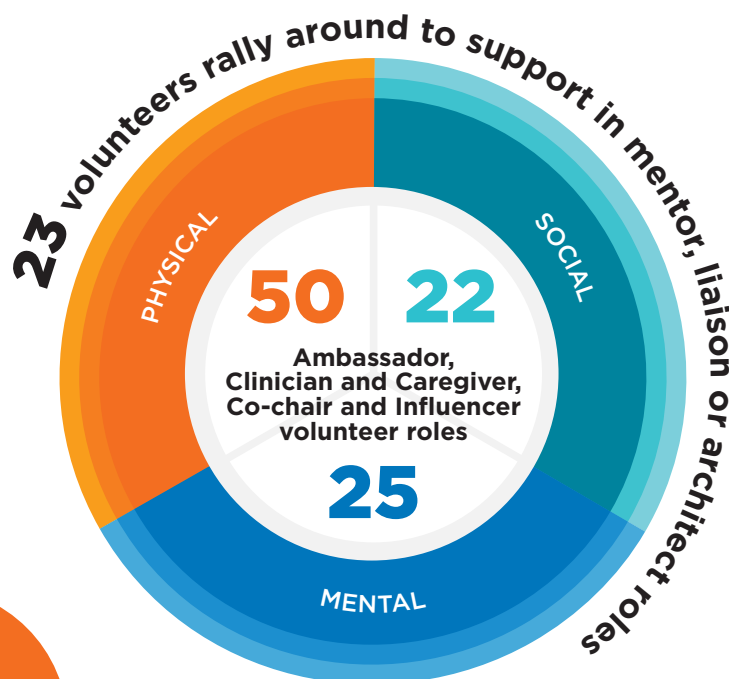 23 volunteers rally around to support in mentor, liaison or architect roles
PHYSICAL
SOCIAL
50
22
Ambassador,
Clinician and Caregiver,
Co-chair and Influencer
volunteer roles
25
MENTAL